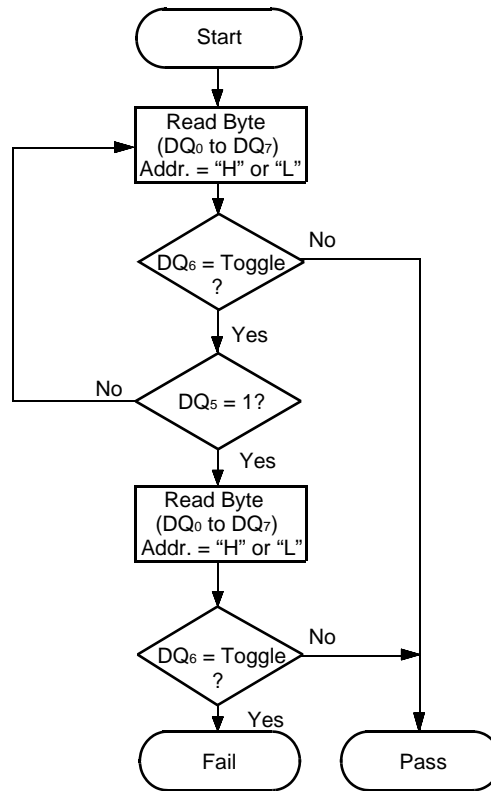 Start
Read Byte
(DQ0 to DQ7)
Addr. = “H” or “L”
No
DQ6 = Toggle
?
Yes
No
DQ5 = 1?
Yes
Read Byte
(DQ0 to DQ7)
Addr. = “H” or “L”
No
DQ6 = Toggle
?
Yes
Fail
Pass